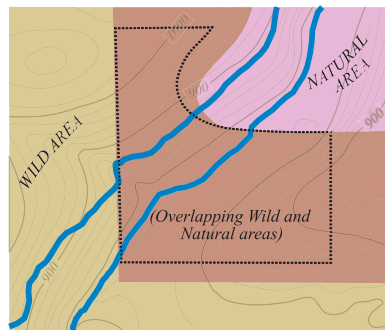 1000
900
NATURAL
AREA
900
WILD AREA
(Overlapping Wild and
Natural areas)
900